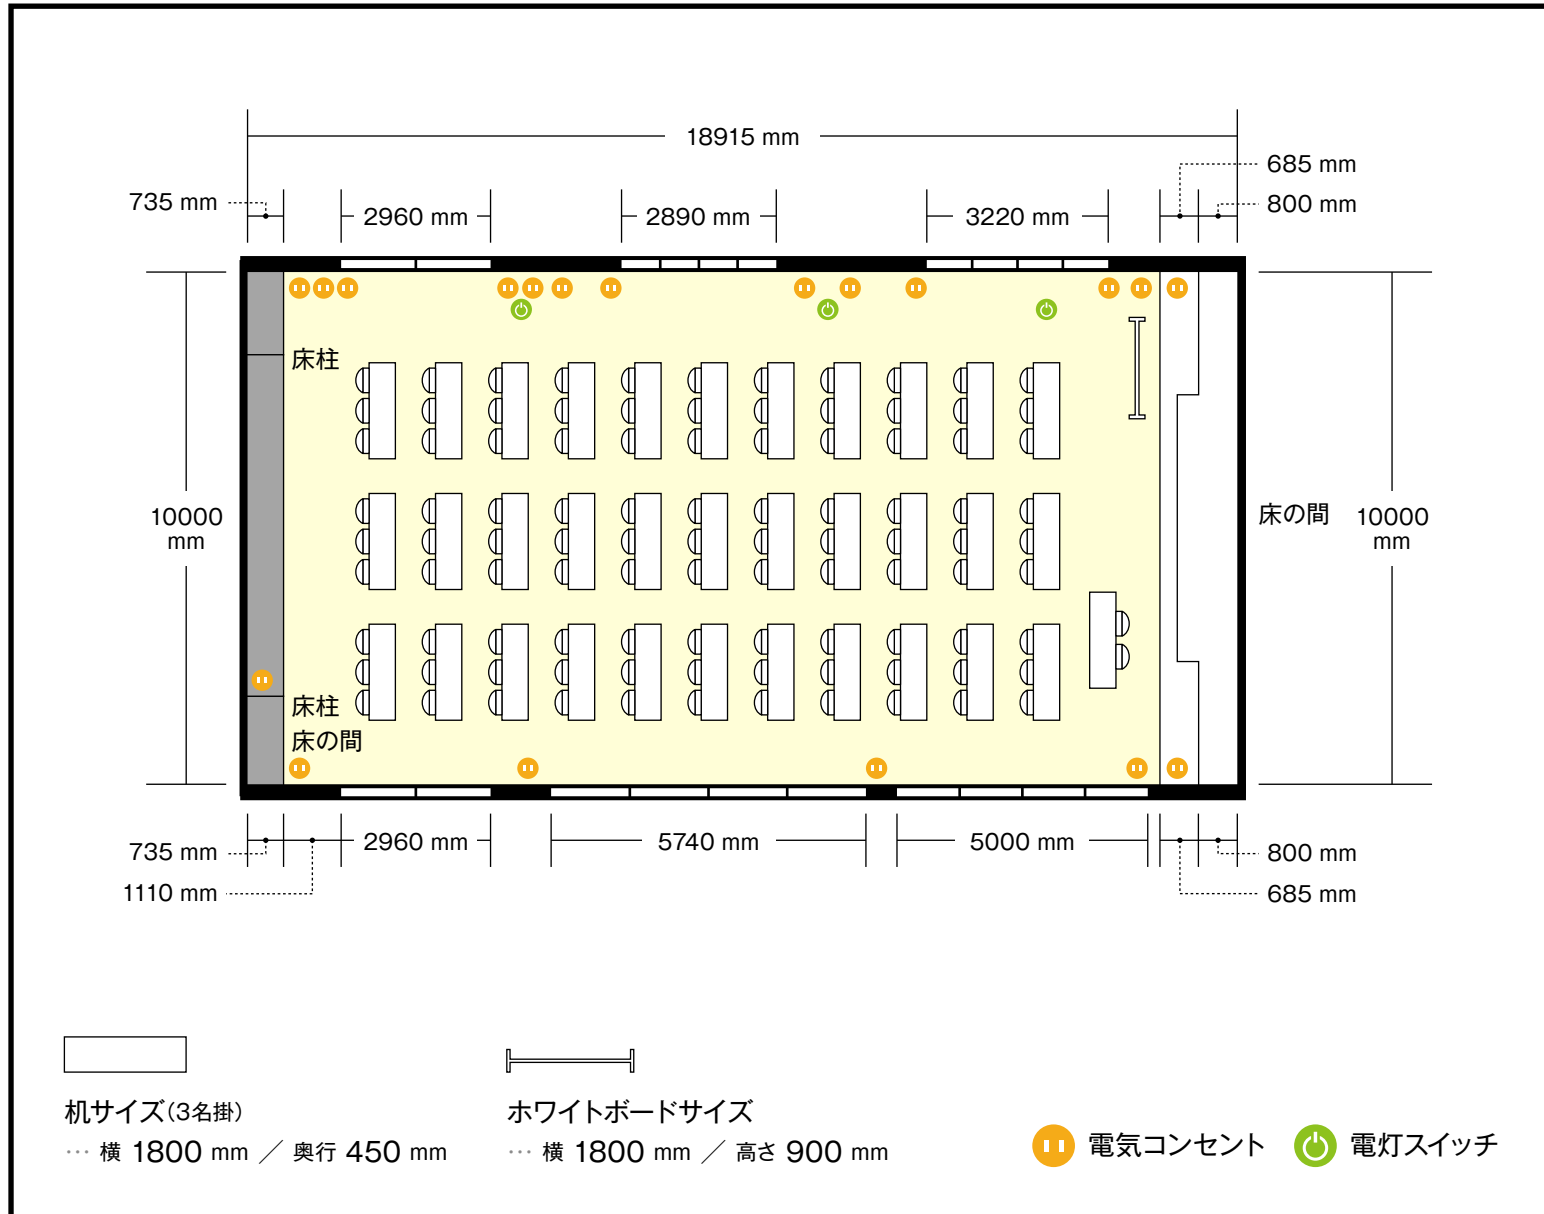 18915 mm
685 mm
735 mm
2960 mm
2890 mm
3220 mm
800 mm
床柱
10000
mm
床の間
10000
mm
床柱
床の間
735 mm
2960 mm
5740 mm
5000 mm
800 mm
1110 mm
685 mm
机サイズ(3名掛)
… 横 1800 mm / 奥行 450 mm
ホワイトボードサイズ
… 横 1800 mm / 高さ 900 mm
電気コンセント
電灯スイッチ